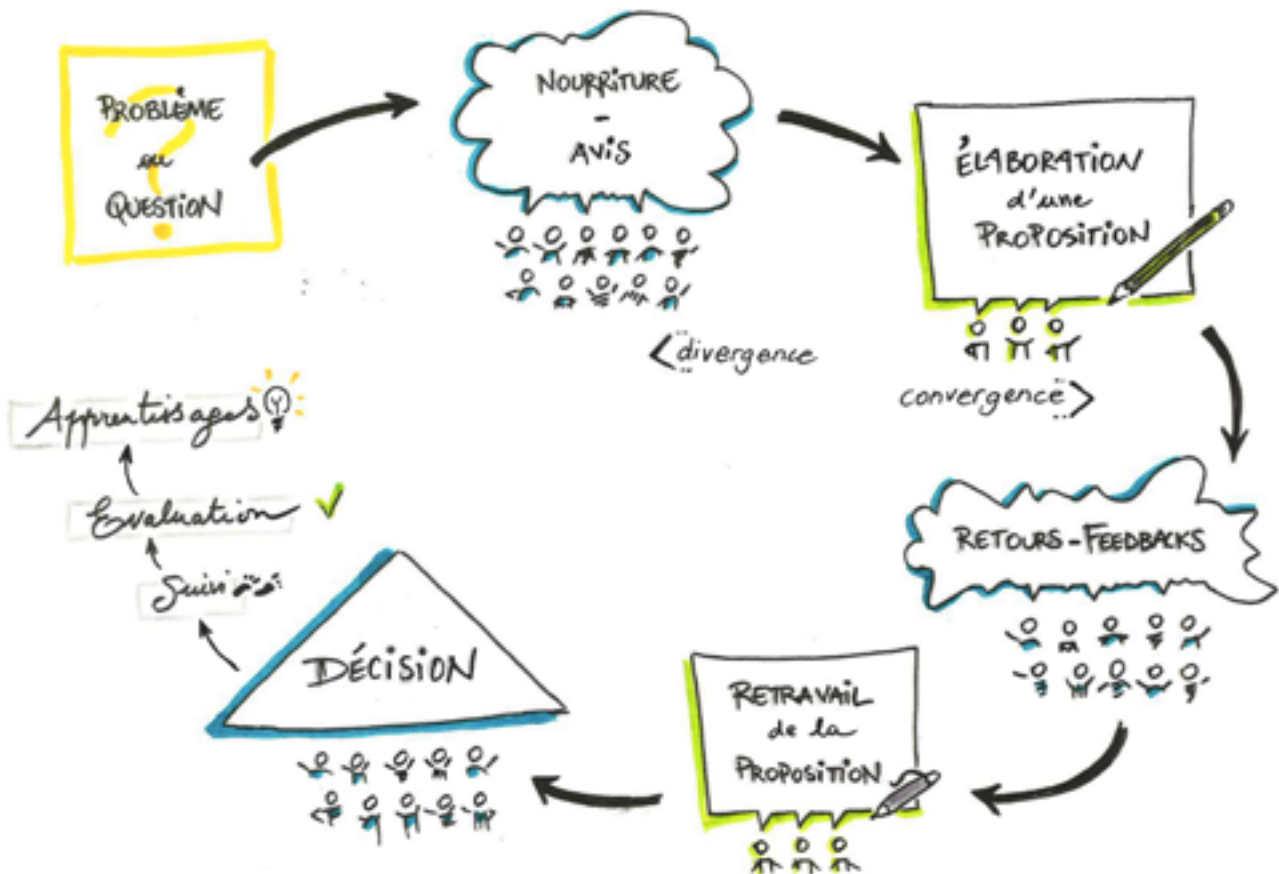 PROBLÈME
ou
QUESTION
NOURRITURE
-
AVIS
ÉLABORATION
d'une
PROPOSITION
divergence
convergence
RETOURS-FEEDBACKS
RETRAVAIL
de la
PROPOSITION
DÉCISION
Suivi
Evaluation
Apprentissages